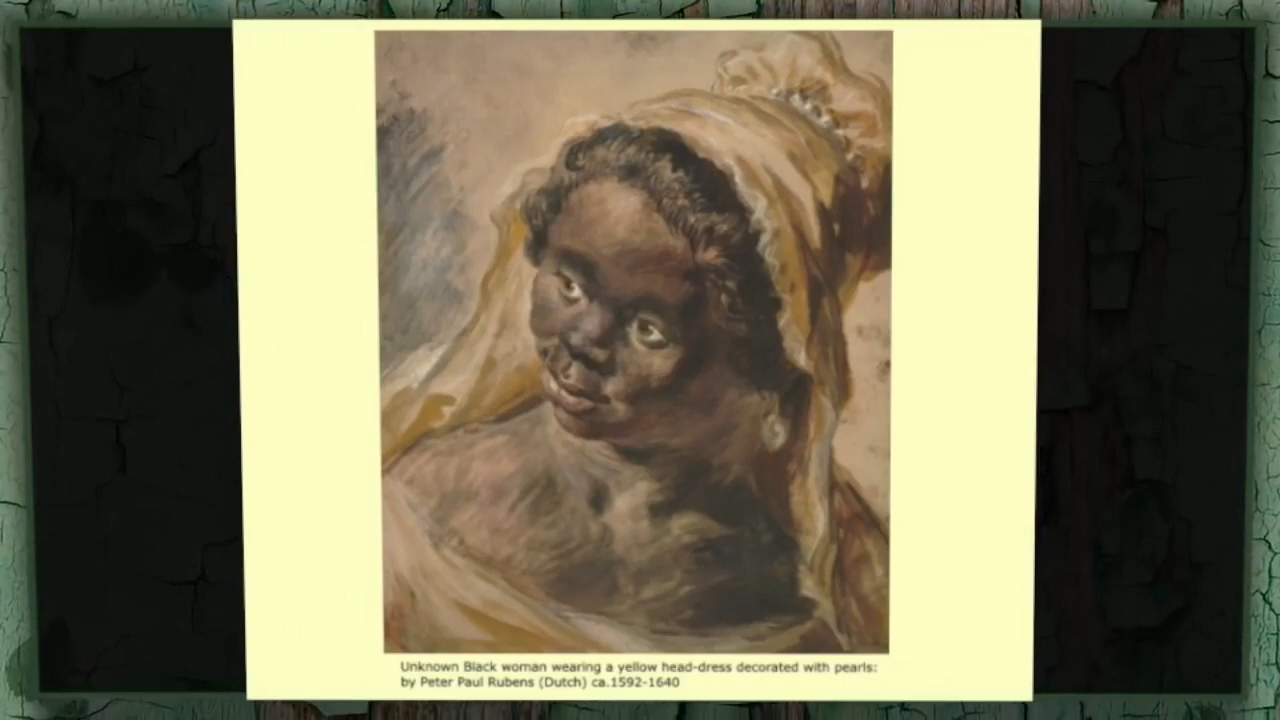 Unknown Black woman wearing a yellow head-dress decorated with pearls:
by Peter Paul Rubens (Dutch) ca.1592-1640